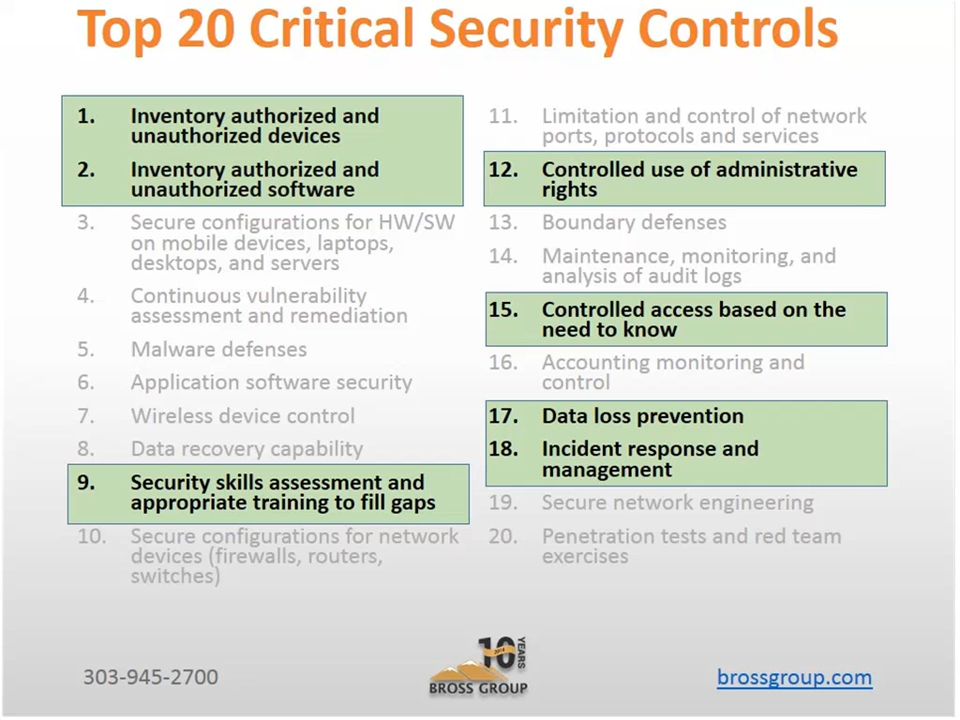 Top 20 Critical Security Controls
1. Inventory authorized and
unauthorized devices
2. Inventory authorized and
unauthorized software
3. Secure configurations for HW/SW
on mobile devices, laptops,
desktops, and servers
4. Continuous vulnerability
assessment and remediation
5. Malware defenses
6. Application software security
7. Wireless device control
8. Data recovery capability
9. Security skills assessment and
appropriate training to fill gaps
10. Secure configurations for network
devices (firewalls, routers,
switches)
11. Limitation and control of network
ports, protocols and services
12. Controlled use of administrative
rights
13. Boundary defenses
14. Maintenance, monitoring, and
analysis of audit logs
15. Controlled access based on the
need to know
16. Accounting monitoring and
control
17. Data loss prevention
18. Incident response and
management
19. Secure network engineering
20. Penetration tests and red team
exercises
303-945-2700
10 YEARS
2014
BROSS GROUP
brossgroup.com